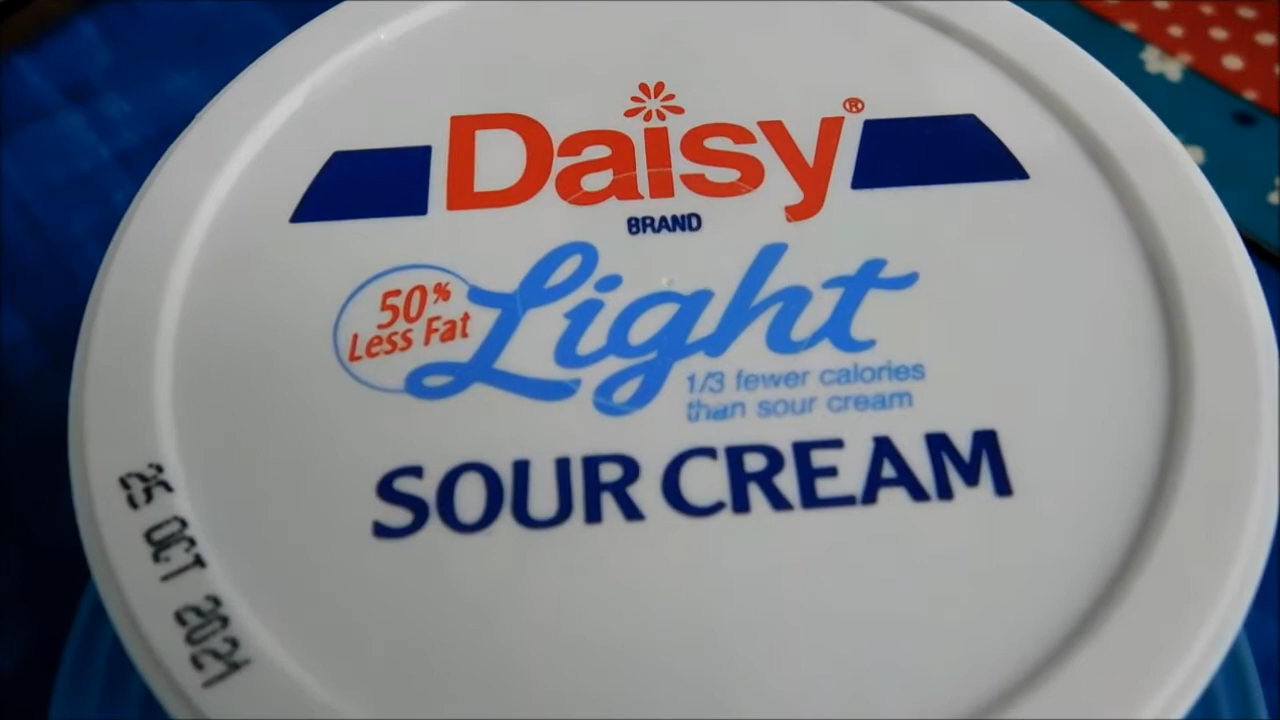 Daisy®
BRAND
Light
50%
Less Fat
1/3 fewer calories
than sour cream
SOUR CREAM
25 OCT 2021